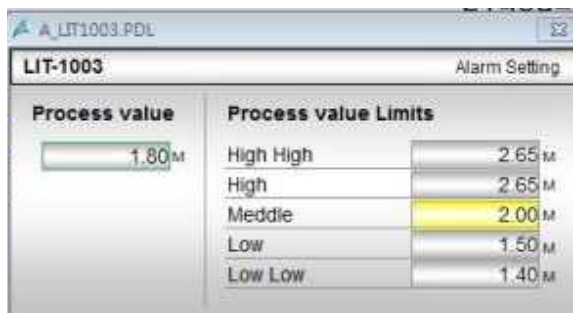 A_LIT1003.PDL
LIT-1003 Alarm Setting
Process value Process value Limits
1.80 M High High 2.65 M
High 2.65 M
Meddle 2.00 M
Low 1.50 M
Low Low 1.40 M